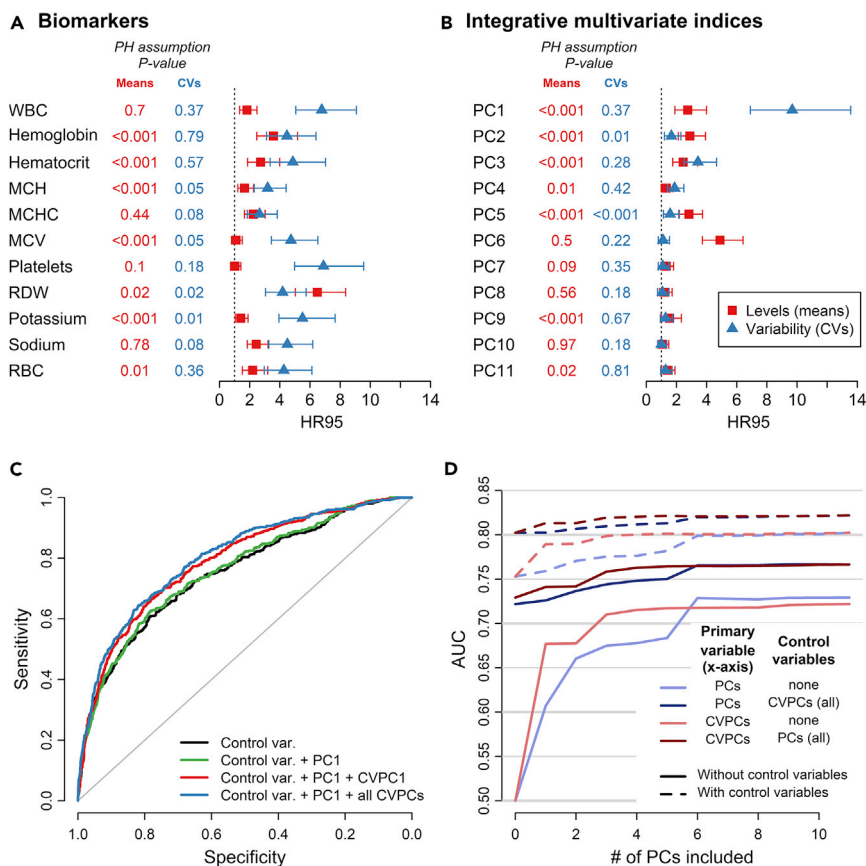 A Biomarkers
PH assumption
P-value
Means CVs
WBC 0.7 0.37
Hemoglobin <0.001 0.79
Hematocrit <0.001 0.57
MCH <0.001 0.05
MCHC 0.44 0.08
MCV <0.001 0.05
Platelets 0.1 0.18
RDW 0.02 0.02
Potassium <0.001 0.01
Sodium 0.78 0.08
RBC 0.01 0.36
0 2 4 6 8 10 14
HR95
B Integrative multivariate indices
PH assumption
P-value
Means CVs
PC1 <0.001 0.37
PC2 <0.001 0.01
PC3 <0.001 0.28
PC4 0.01 0.42
PC5 <0.001 <0.001
PC6 0.5 0.22
PC7 0.09 0.35
PC8 0.56 0.18
PC9 <0.001 0.67
PC10 0.97 0.18
PC11 0.02 0.81
Levels (means)
Variability (CVs)
0 2 4 6 8 10 14
HR95
C
Sensitivity
1.0
0.8
0.6
0.4
0.2
0.0
Control var.
Control var. + PC1
Control var. + PC1 + CVPC1
Control var. + PC1 + all CVPCs
1.0 0.8 0.6 0.4 0.2 0.0
Specificity
D
AUC
0.85
0.80
0.75
0.70
0.65
0.60
0.55
0.50
Primary Control
variable variables
(x-axis)
PCs none
PCs CVPCs (all)
CVPCs none
CVPCs PCs (all)
Without control variables
With control variables
0 2 4 6 8 10
# of PCs included